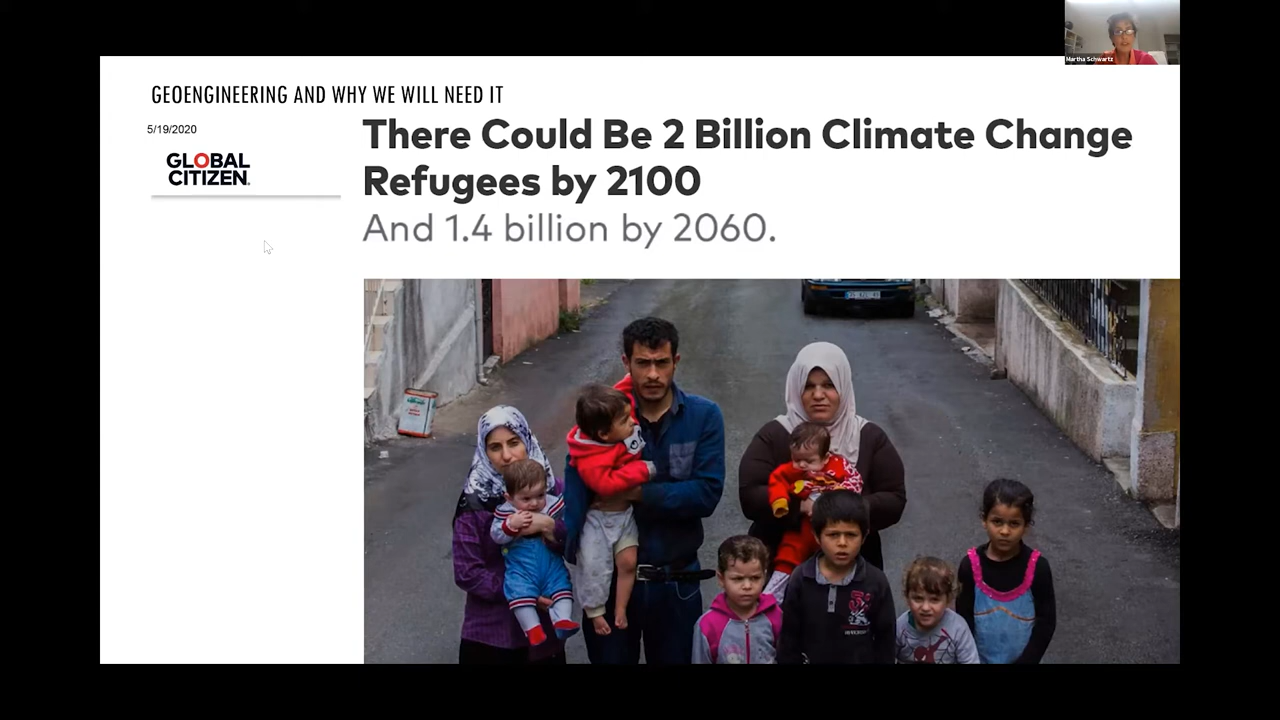 Martha Schwartz
GEOENGINEERING AND WHY WE WILL NEED IT
5/19/2020
GLOBAL
CITIZEN.
There Could Be 2 Billion Climate Change
Refugees by 2100
And 1.4 billion by 2060.